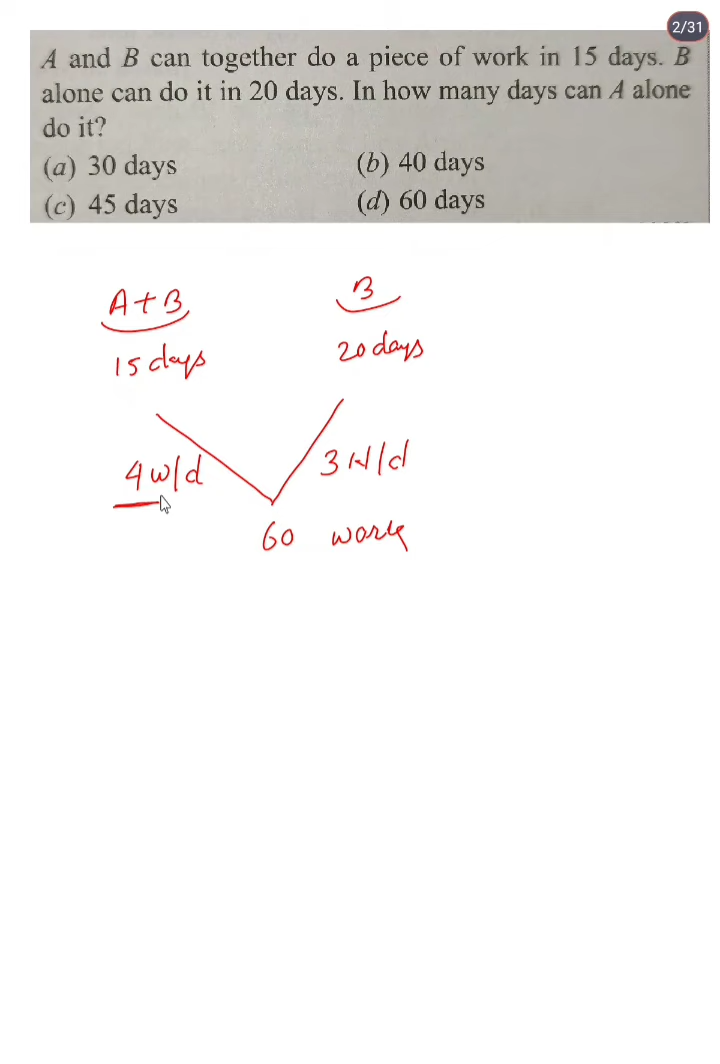 2/31
A and B can together do a piece of work in 15 days. B
alone can do it in 20 days. In how many days can A alone
do it?
(a) 30 days (b) 40 days
(c) 45 days (d) 60 days
A+B B
15 days 20 days
4 w/d 3 W/d
60 work